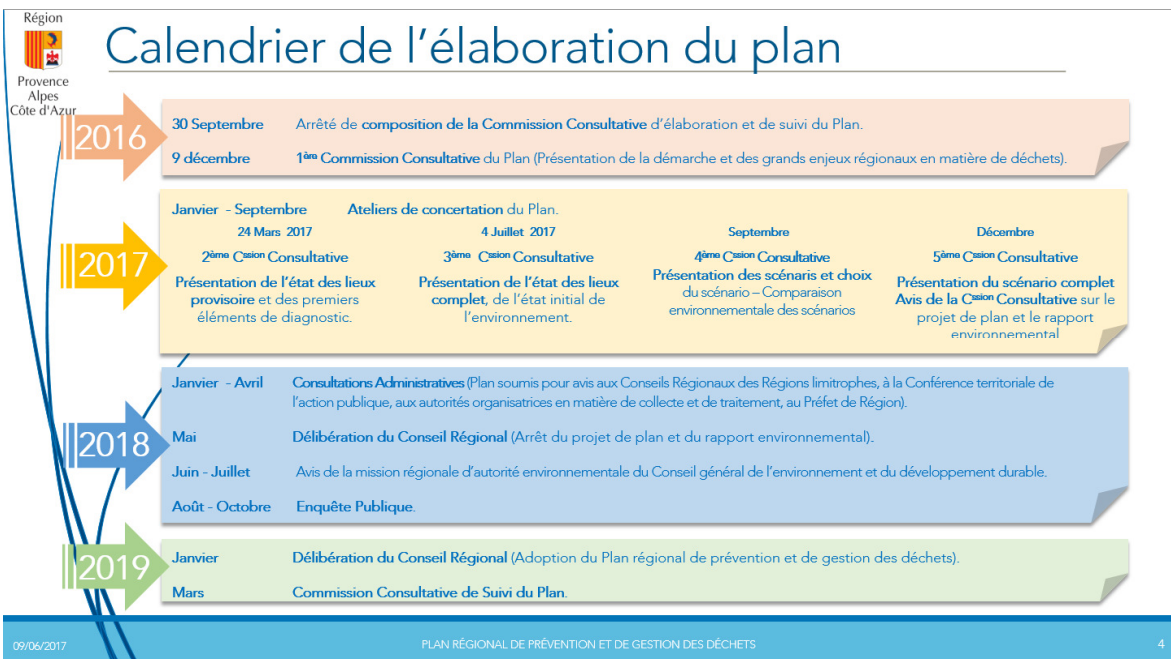 Région
Provence
Alpes
Côte d'Azur
Calendrier de l'élaboration du plan
2016
30 Septembre Arrêté de composition de la Commission Consultative d'élaboration et de suivi du Plan.
9 décembre 1ère Commission Consultative du Plan (Présentation de la démarche et des grands enjeux régionaux en matière de déchets).
2017
Janvier - Septembre Ateliers de concertation du Plan.
24 Mars 2017
2ème Cssion Consultative
Présentation de l'état des lieux
provisoire et des premiers
éléments de diagnostic.
4 Juillet 2017
3ème Cssion Consultative
Présentation de l'état des lieux
complet, de l'état initial de
l'environnement.
Septembre
4ème Cssion Consultative
Présentation des scénaris et choix
du scénario – Comparaison
environnementale des scénarios
Décembre
5ème Cssion Consultative
Présentation du scénario complet
Avis de la Cssion Consultative sur le
projet de plan et le rapport
environnemental
2018
Janvier - Avril Consultations Administratives (Plan soumis pour avis aux Conseils Régionaux des Régions limitrophes, à la Conférence territoriale de
l'action publique, aux autorités organisatrices en matière de collecte et de traitement, au Préfet de Région).
Mai Délibération du Conseil Régional (Arrêt du projet de plan et du rapport environnemental).
Juin - Juillet Avis de la mission régionale d'autorité environnementale du Conseil général de l'environnement et du développement durable.
Août - Octobre Enquête Publique.
2019
Janvier Délibération du Conseil Régional (Adoption du Plan régional de prévention et de gestion des déchets).
Mars Commission Consultative de Suivi du Plan.
09/06/2017 PLAN RÉGIONAL DE PRÉVENTION ET DE GESTION DES DÉCHETS 4